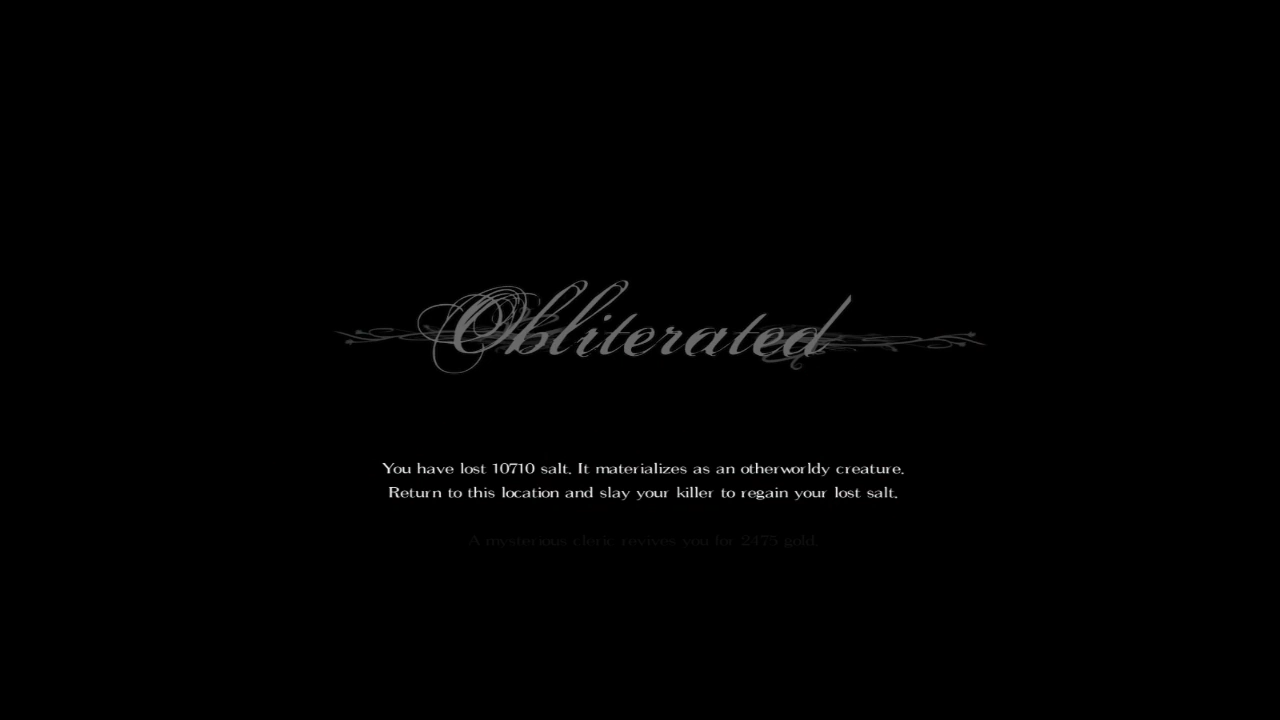 Obliterated
You have lost 10710 salt. It materializes as an otherworldy creature.
Return to this location and slay your killer to regain your lost salt.
A mysterious cleric revives you for 2475 gold.